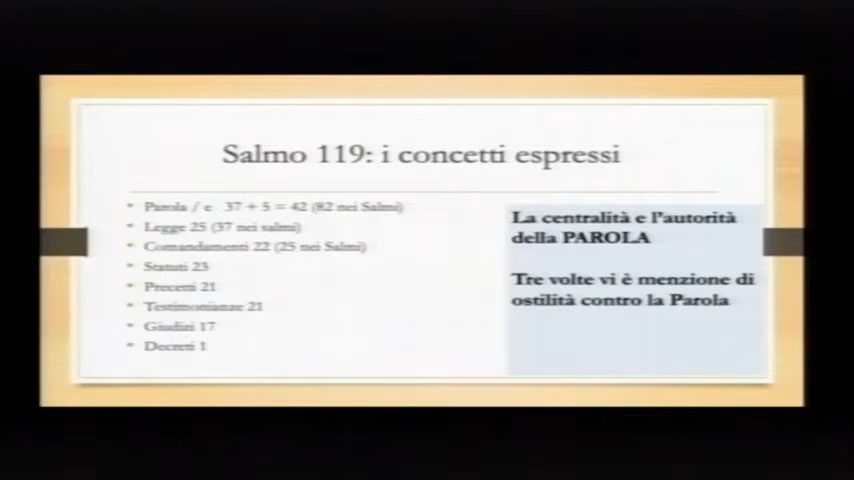 Salmo 119: i concetti espressi
• Parola / e 37 + 5 = 42 (82 nei Salmi)
• Legge 25 (37 nei salmi)
• Comandamenti 22 (25 nei Salmi)
• Statuti 23
• Precetti 21
• Testimonianze 21
• Giudizi 17
• Decreti 1
La centralità e l'autorità
della PAROLA
Tre volte vi è menzione di
ostilità contro la Parola